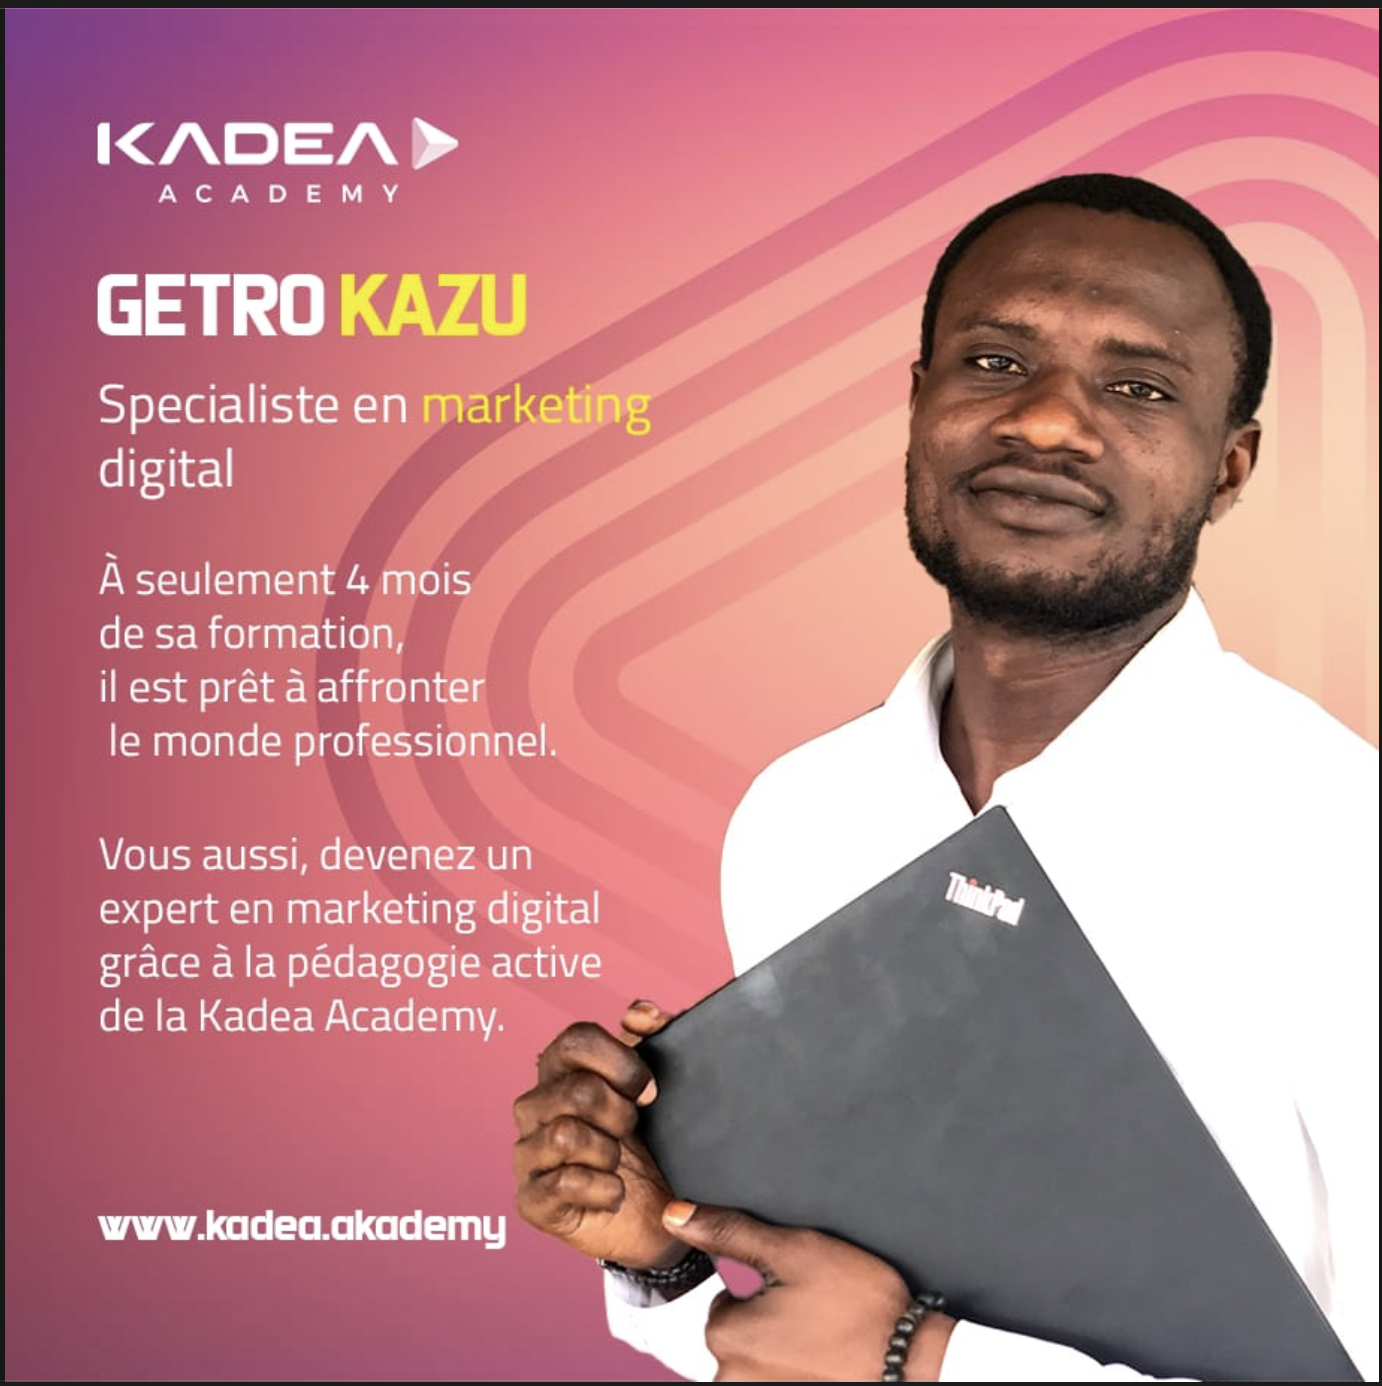 KADEA
ACADEMY
GETRO KAZU
Specialiste en marketing
digital
À seulement 4 mois
de sa formation,
il est prêt à affronter
le monde professionnel.
Vous aussi, devenez un
expert en marketing digital
grâce à la pédagogie active
de la Kadea Academy.
www.kadea.akademy
ThinkPad